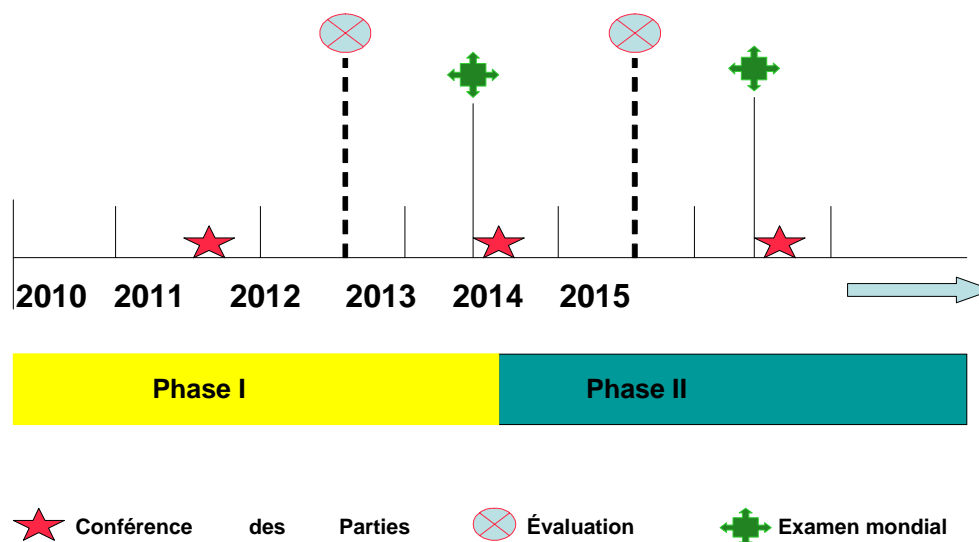 2010 2011 2012 2013 2014 2015
Phase I Phase II
Conférence des Parties Évaluation Examen mondial